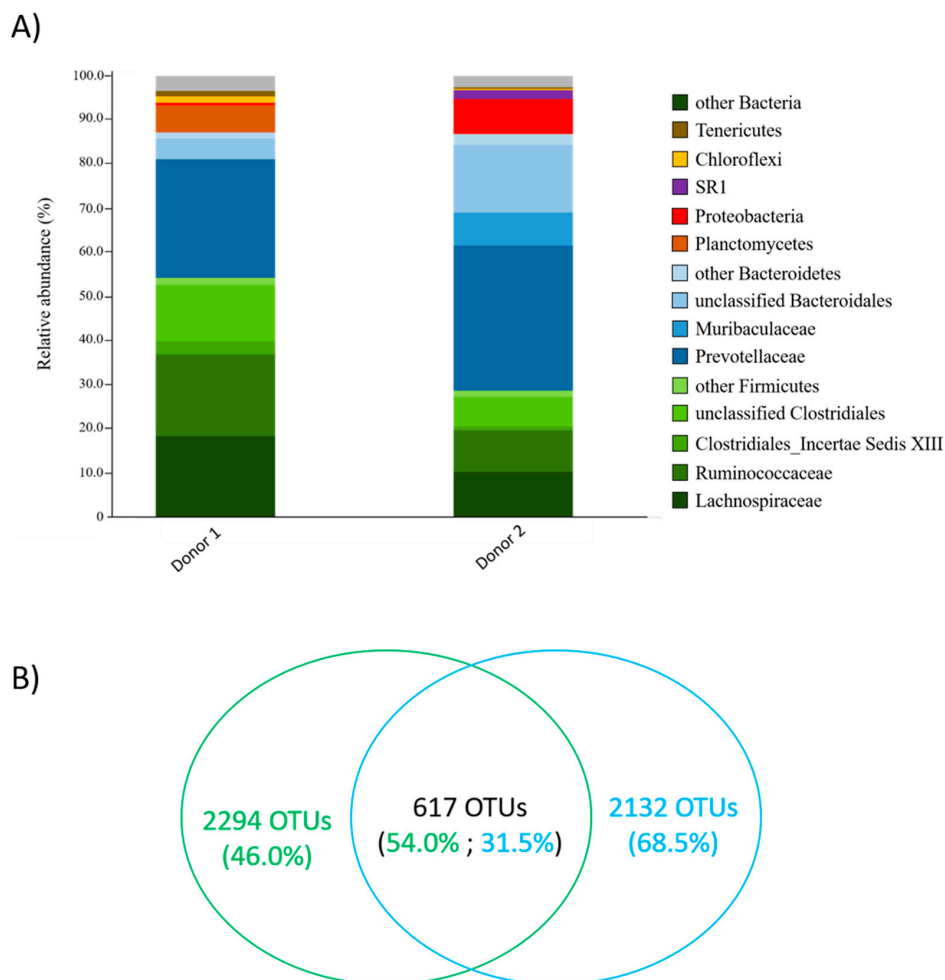 A)
Relative abundance (%)
100.0
90.0
80.0
70.0
60.0
50.0
40.0
30.0
20.0
10.0
0
Donor 1
Donor 2
other Bacteria
Tenericutes
Chloroflexi
SR1
Proteobacteria
Planctomycetes
other Bacteroidetes
unclassified Bacteroidales
Muribaculaceae
Prevotellaceae
other Firmicutes
unclassified Clostridiales
Clostridiales_Incertae Sedis XIII
Ruminococcaceae
Lachnospiraceae
B)
2294 OTUs
(46.0%)
617 OTUs
(54.0% ; 31.5%)
2132 OTUs
(68.5%)